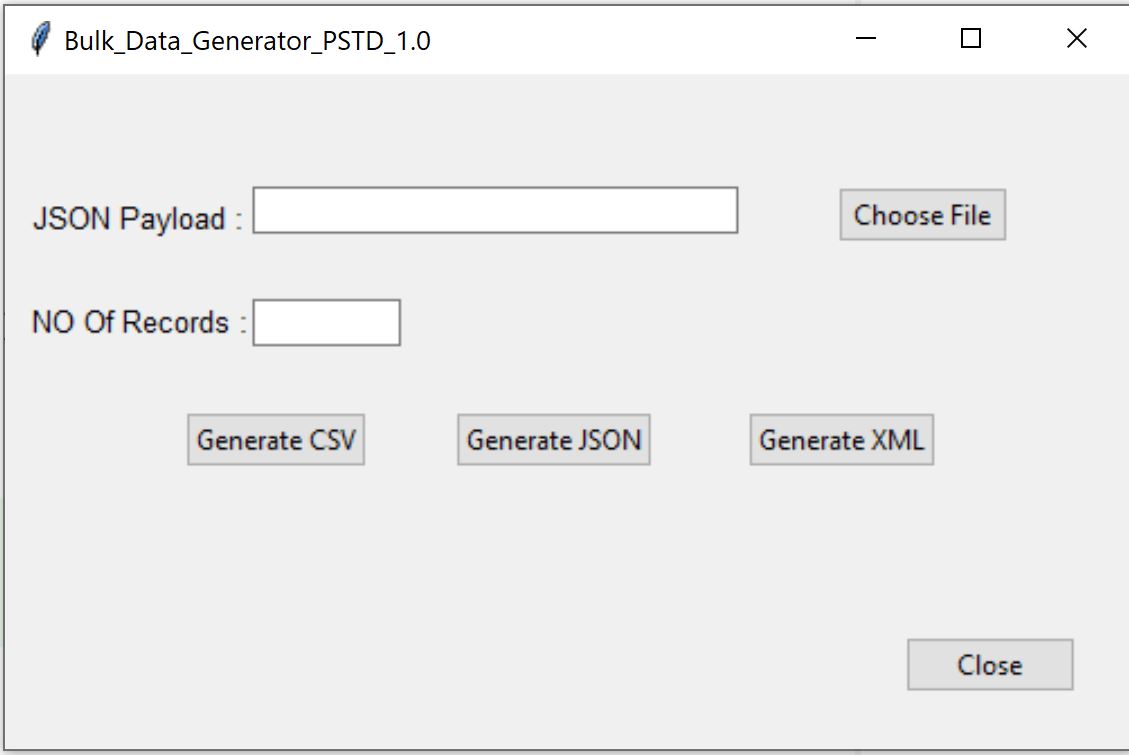 Bulk_Data_Generator_PSTD_1.0
JSON Payload :
Choose File
NO Of Records :
Generate CSV
Generate JSON
Generate XML
Close